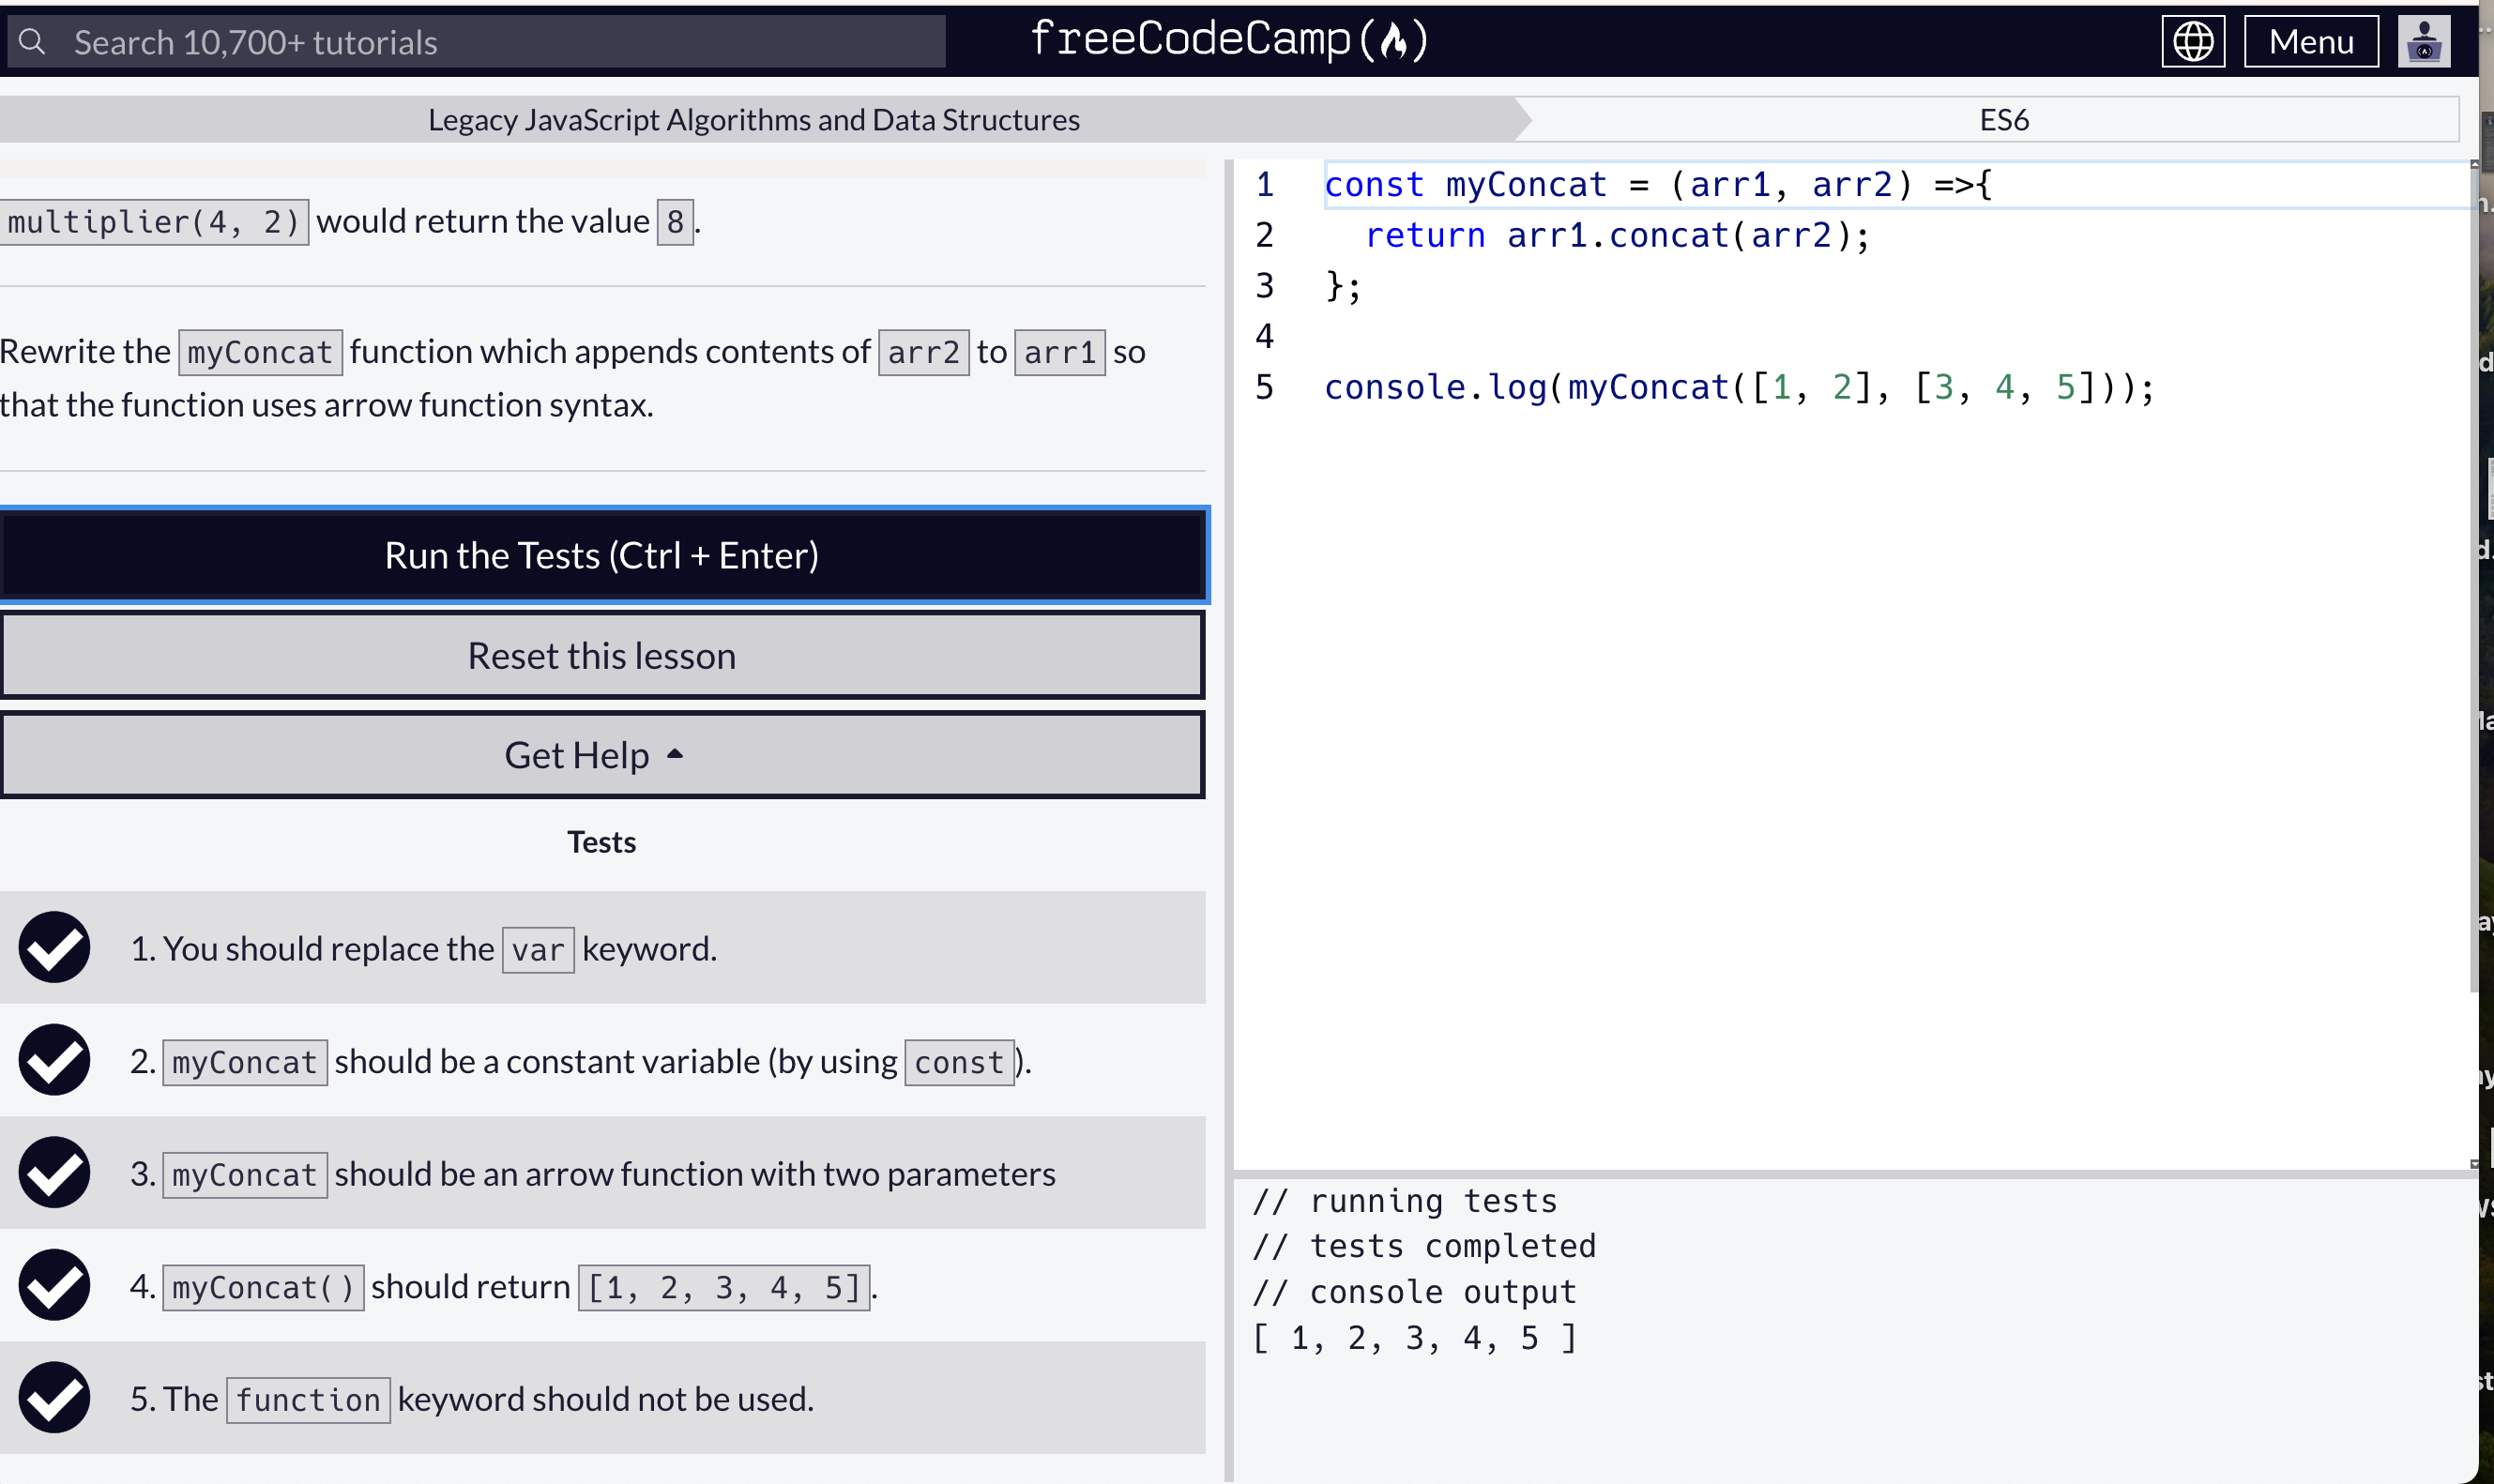 Search 10,700+ tutorials
freeCodeCamp
Menu
Legacy JavaScript Algorithms and Data Structures
ES6
multiplier(4, 2) would return the value 8.
Rewrite the myConcat function which appends contents of arr2 to arr1 so
that the function uses arrow function syntax.
Run the Tests (Ctrl + Enter)
Reset this lesson
Get Help
Tests
1. You should replace the var keyword.
2. myConcat should be a constant variable (by using const).
3. myConcat should be an arrow function with two parameters
4. myConcat() should return [1, 2, 3, 4, 5].
5. The function keyword should not be used.
1 const myConcat = (arr1, arr2) =>{
2   return arr1.concat(arr2);
3 };
4
5 console.log(myConcat([1, 2], [3, 4, 5]));
// running tests
// tests completed
// console output
[ 1, 2, 3, 4, 5 ]